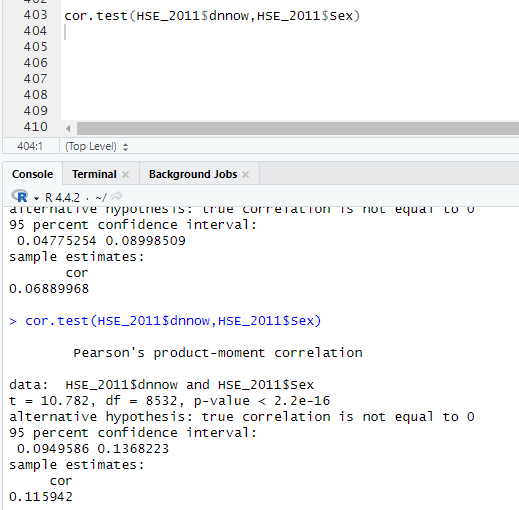 403 cor.test(HSE_2011$dnnow,HSE_2011$Sex)
404
405
406
407
408
409
410
404:1 (Top Level)
Console Terminal Background Jobs
R 4.4.2 · ~/
alternative hypothesis: true correlation is not equal to 0
95 percent confidence interval:
0.04775254 0.08998509
sample estimates:
cor
0.06889968
> cor.test(HSE_2011$dnnow,HSE_2011$Sex)
Pearson's product-moment correlation
data: HSE_2011$dnnow and HSE_2011$Sex
t = 10.782, df = 8532, p-value < 2.2e-16
alternative hypothesis: true correlation is not equal to 0
95 percent confidence interval:
0.0949586 0.1368223
sample estimates:
cor
0.115942